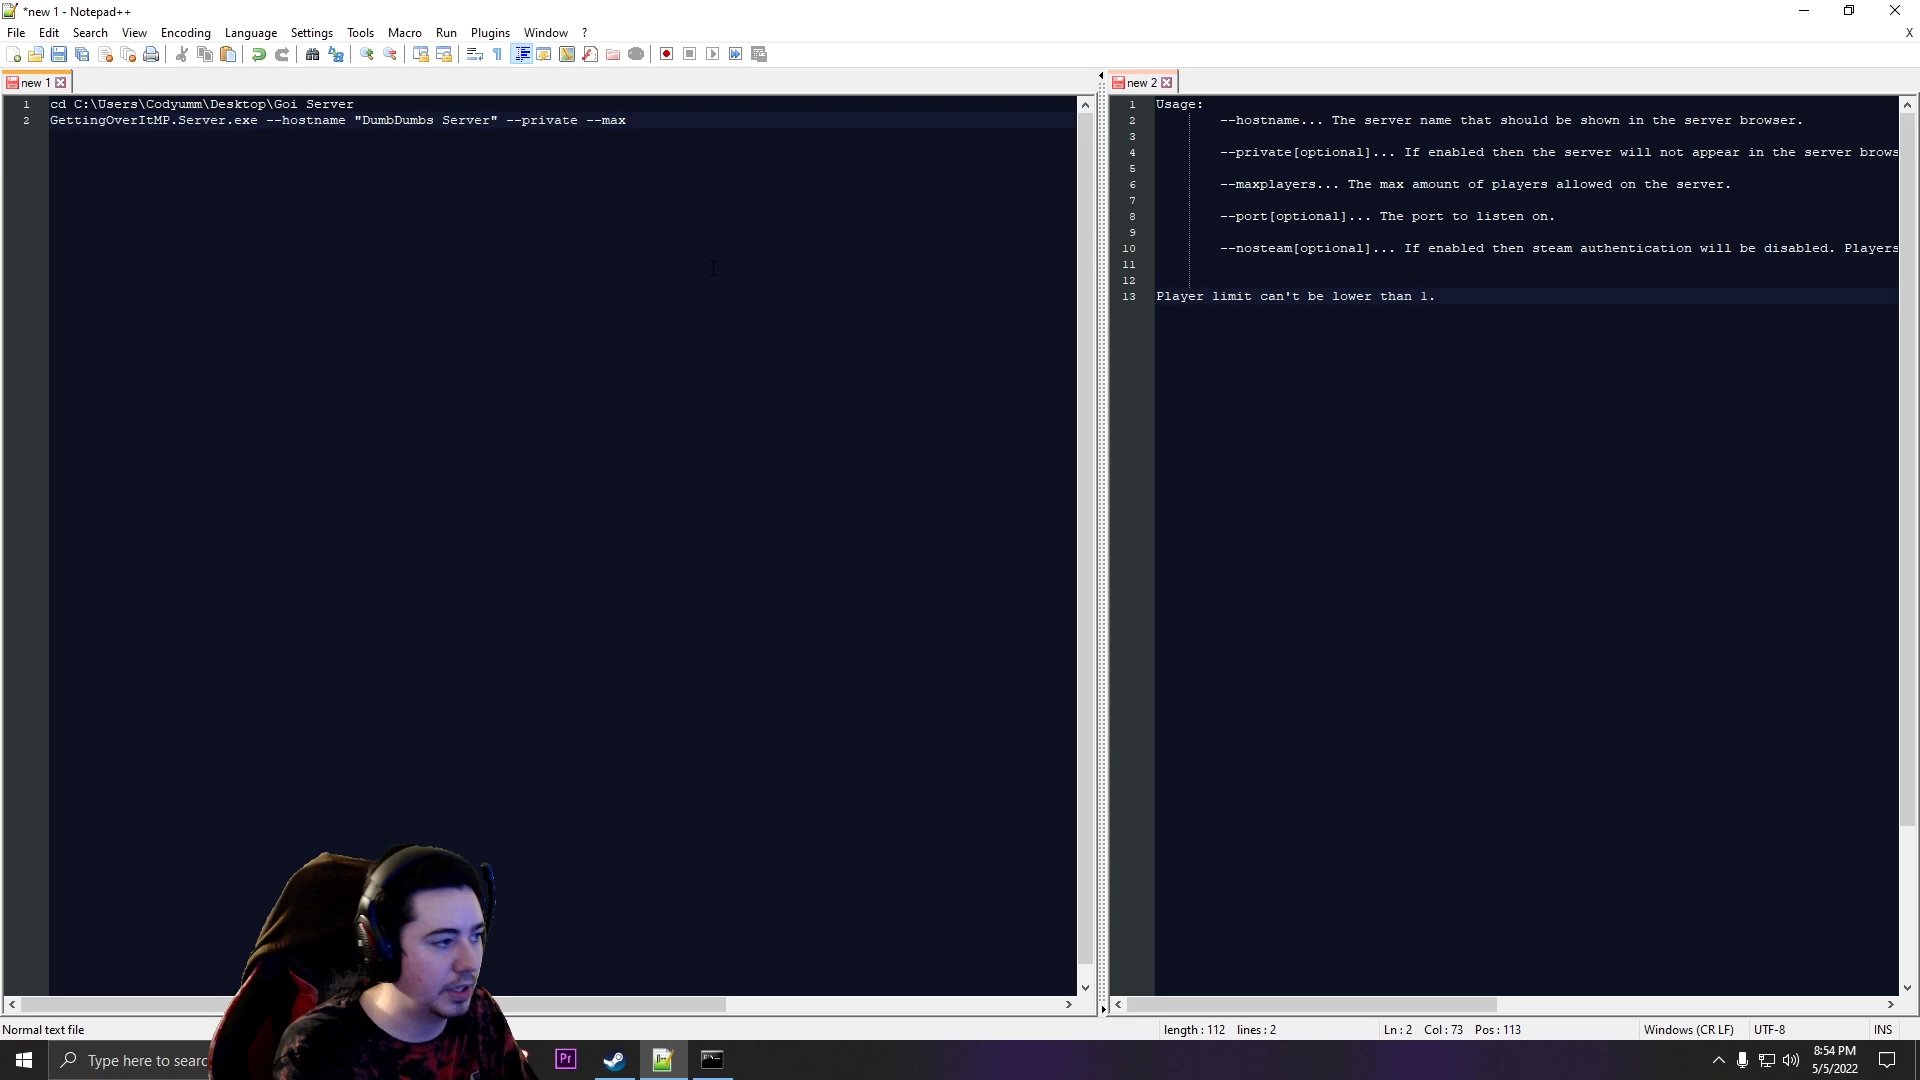 *new 1 - Notepad++
File Edit Search View Encoding Language Settings Tools Macro Run Plugins Window ? X
new 1
new 2
1 cd C:\Users\Codyumm\Desktop\Goi Server
2 GettingOverItMP.Server.exe --hostname "DumbDumbs Server" --private --max
1 Usage:
2 --hostname... The server name that should be shown in the server browser.
3
4 --private[optional]... If enabled then the server will not appear in the server brows
5
6 --maxplayers... The max amount of players allowed on the server.
7
8 --port[optional]... The port to listen on.
9
10 --nosteam[optional]... If enabled then steam authentication will be disabled. Players
11
12
13 Player limit can't be lower than 1.
Normal text file
length : 112 lines : 2
Ln : 2 Col : 73 Pos : 113
Windows (CR LF)
UTF-8
INS
Type here to searc
Pr
8:54 PM
5/5/2022